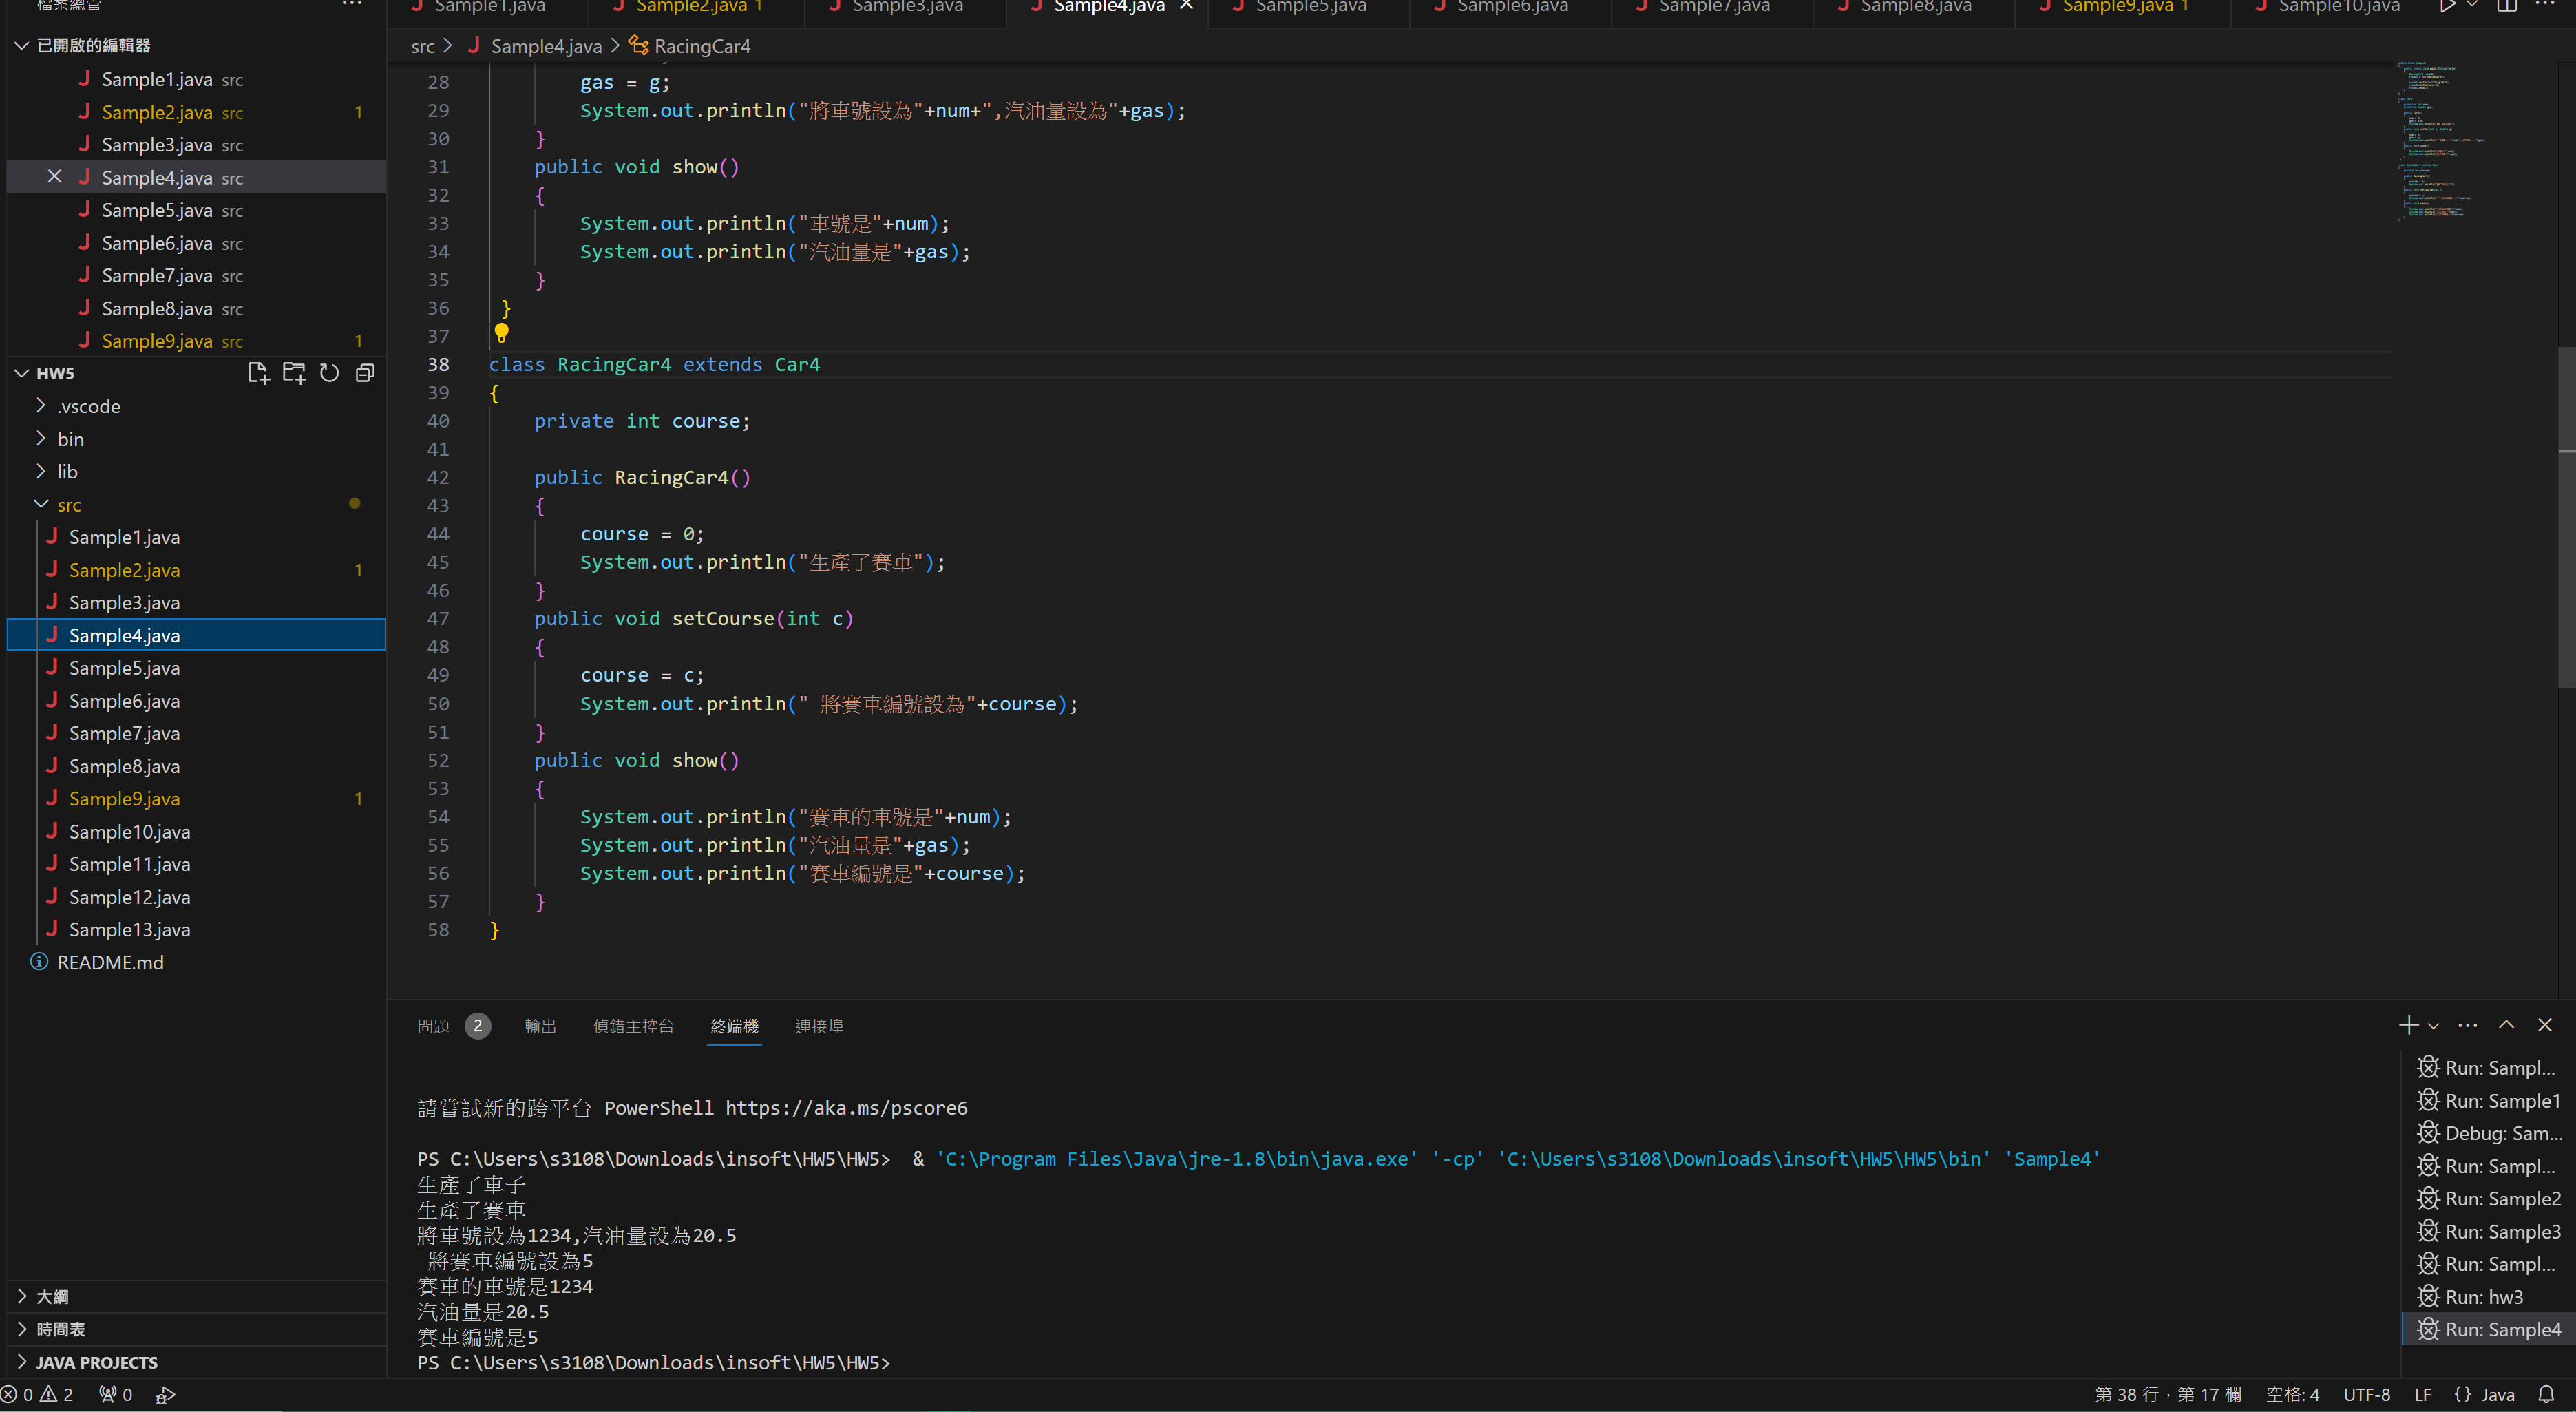 檔案總管 ···
已開啟的編輯器
Sample1.java src
Sample2.java src 1
Sample3.java src
Sample4.java src
Sample5.java src
Sample6.java src
Sample7.java src
Sample8.java src
Sample9.java src 1
HW5
.vscode
bin
lib
src
Sample1.java
Sample2.java 1
Sample3.java
Sample4.java
Sample5.java
Sample6.java
Sample7.java
Sample8.java
Sample9.java 1
Sample10.java
Sample11.java
Sample12.java
Sample13.java
README.md
大綱
時間表
JAVA PROJECTS
Sample1.java Sample2.java 1 Sample3.java Sample4.java Sample5.java Sample6.java Sample7.java Sample8.java Sample9.java 1 Sample10.java
src > Sample4.java > RacingCar4
28 gas = g;
29 System.out.println("將車號設為"+num+",汽油量設為"+gas);
30 }
31 public void show()
32 {
33 System.out.println("車號是"+num);
34 System.out.println("汽油量是"+gas);
35 }
36 }
37
38 class RacingCar4 extends Car4
39 {
40 private int course;
41
42 public RacingCar4()
43 {
44 course = 0;
45 System.out.println("生產了賽車");
46 }
47 public void setCourse(int c)
48 {
49 course = c;
50 System.out.println(" 將賽車編號設為"+course);
51 }
52 public void show()
53 {
54 System.out.println("賽車的車號是"+num);
55 System.out.println("汽油量是"+gas);
56 System.out.println("賽車編號是"+course);
57 }
58 }
問題 2 輸出 偵錯主控台 終端機 連接埠
請嘗試新的跨平台 PowerShell https://aka.ms/pscore6
PS C:\Users\s3108\Downloads\insoft\HW5\HW5> & 'C:\Program Files\Java\jre-1.8\bin\java.exe' '-cp' 'C:\Users\s3108\Downloads\insoft\HW5\HW5\bin' 'Sample4'
生產了車子
生產了賽車
將車號設為1234,汽油量設為20.5
 將賽車編號設為5
賽車的車號是1234
汽油量是20.5
賽車編號是5
PS C:\Users\s3108\Downloads\insoft\HW5\HW5>
Run: Sampl...
Run: Sample1
Debug: Sam...
Run: Sampl...
Run: Sample2
Run: Sample3
Run: Sampl...
Run: hw3
Run: Sample4
0 2 0 第 38 行，第 17 欄 空格: 4 UTF-8 LF {} Java